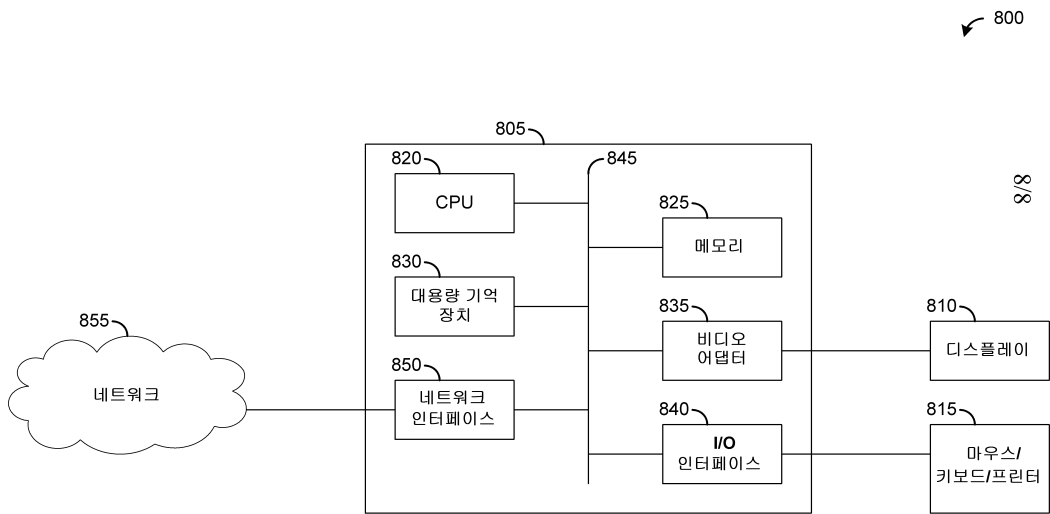 800
805
820
845
CPU
8/8
825
메모리
830
대용량 기억
장치
835
810
855
비디오
어댑터
디스플레이
850
네트워크
네트워크
인터페이스
840
815
I/O
인터페이스
마우스/
키보드/프린터